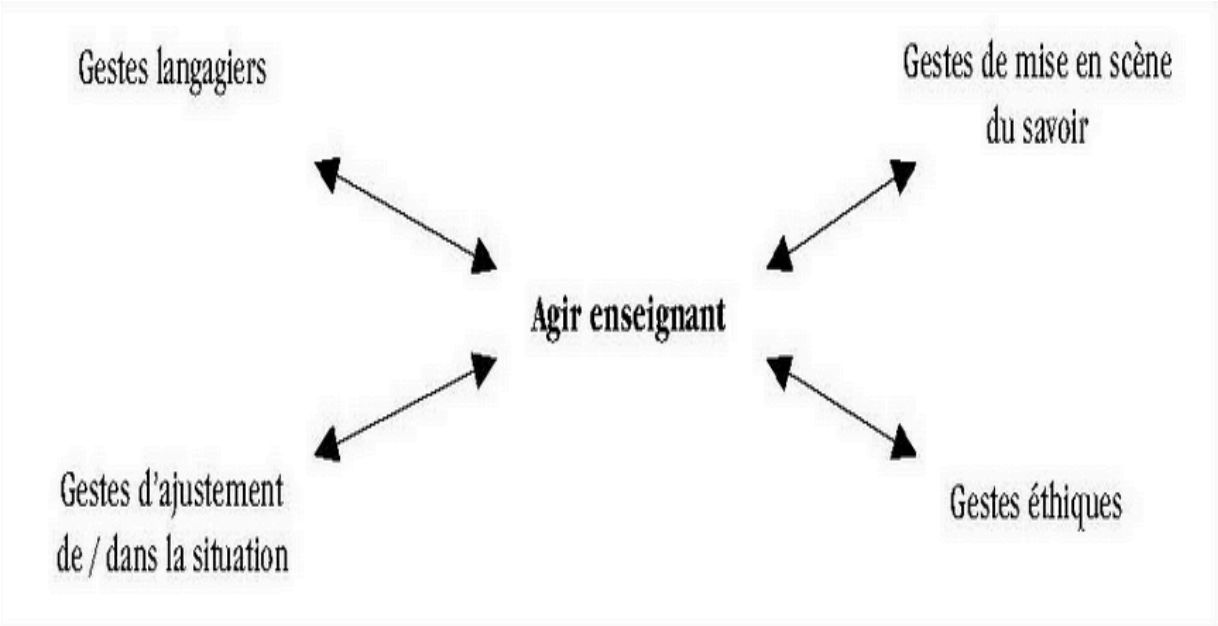 Gestes langagiers
Gestes de mise en scène
du savoir
Agir enseignant
Gestes d'ajustement
de / dans la situation
Gestes éthiques